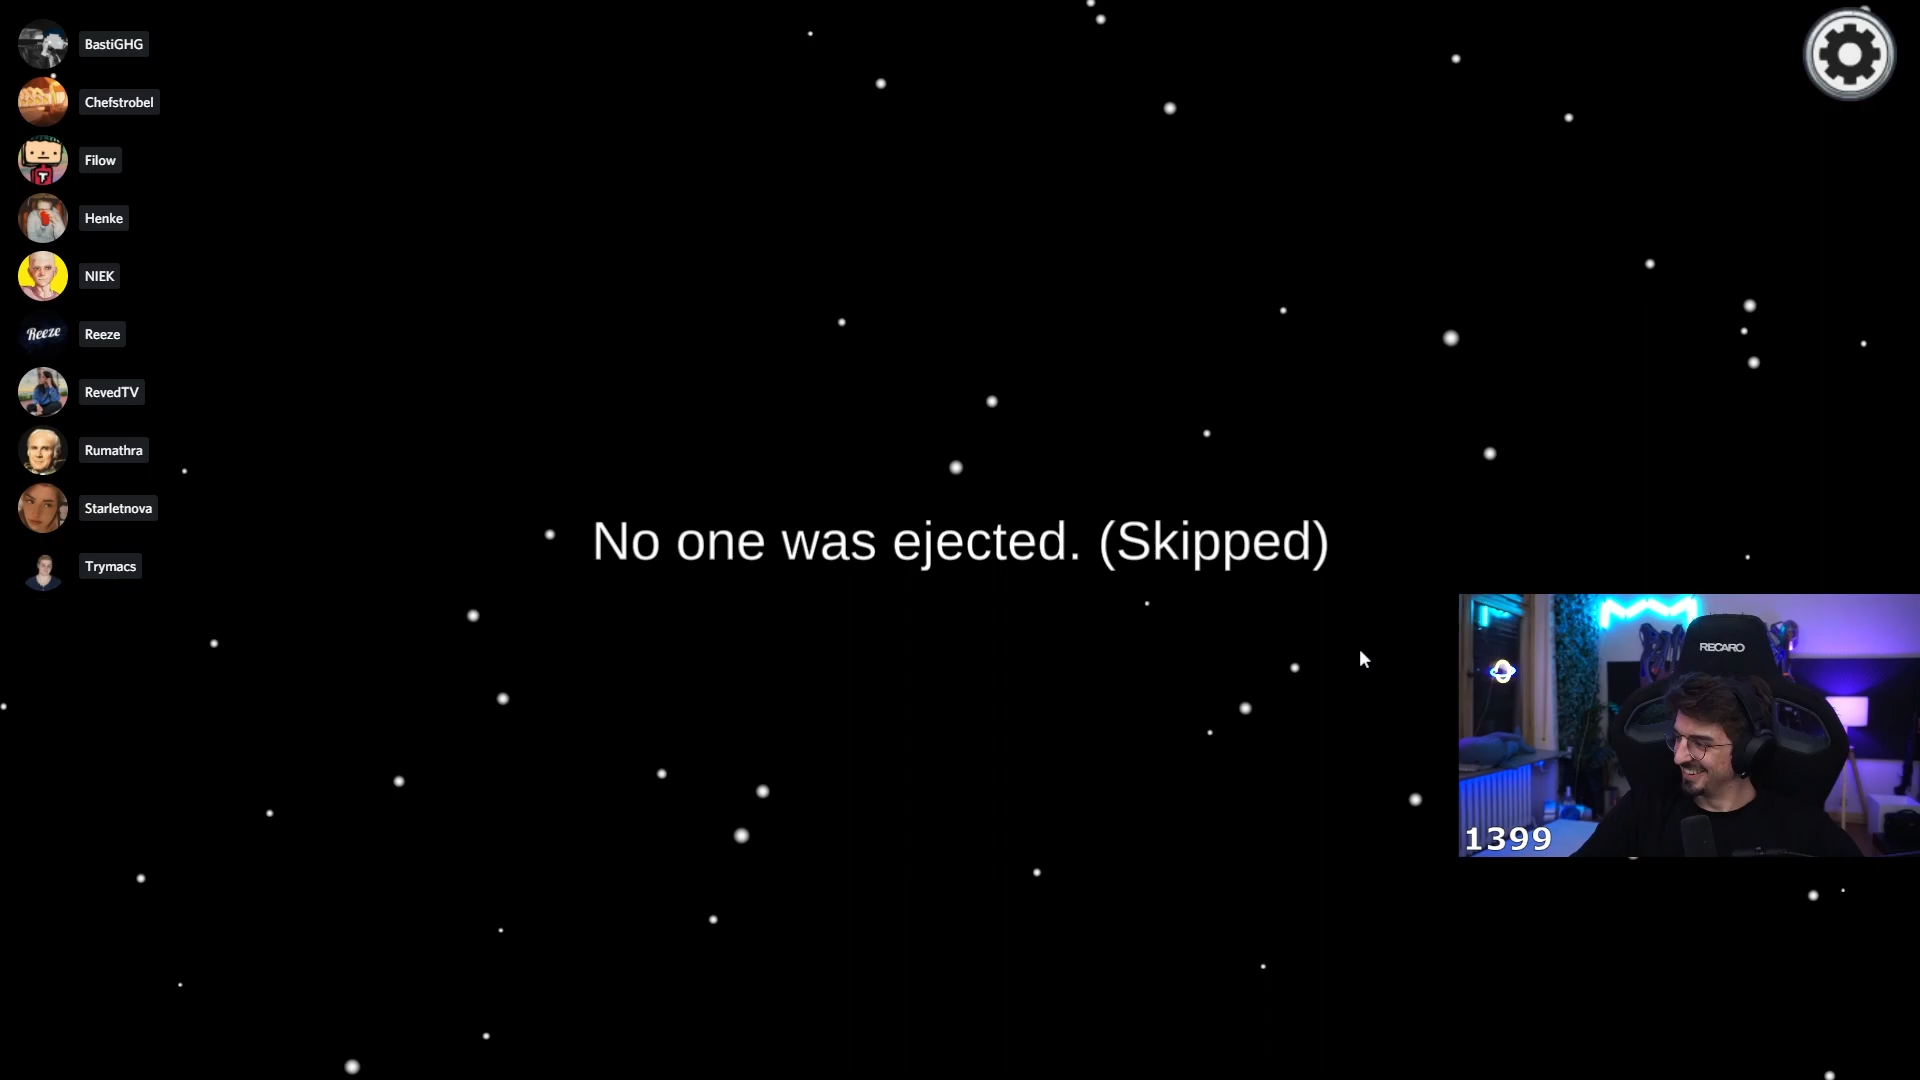 BastiGHG
Chefstrobel
Filow
T
Henke
NIEK
Reeze
Reeze
RevedTV
Rumathra
Starletnova
Trymacs
No one was ejected. (Skipped)
RECARO
1399